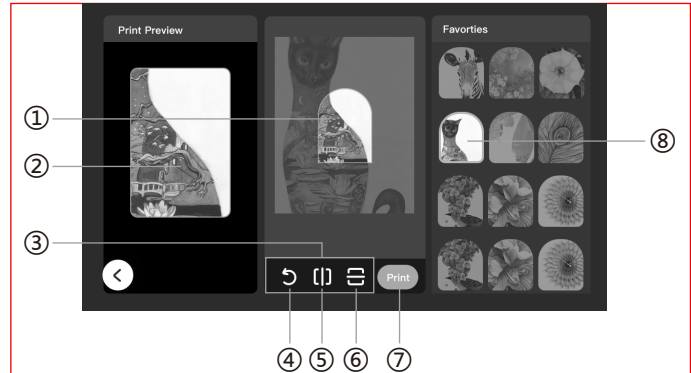 Print Preview
Favorties
①
②
⑧
③
Print
④
⑤
⑥
⑦